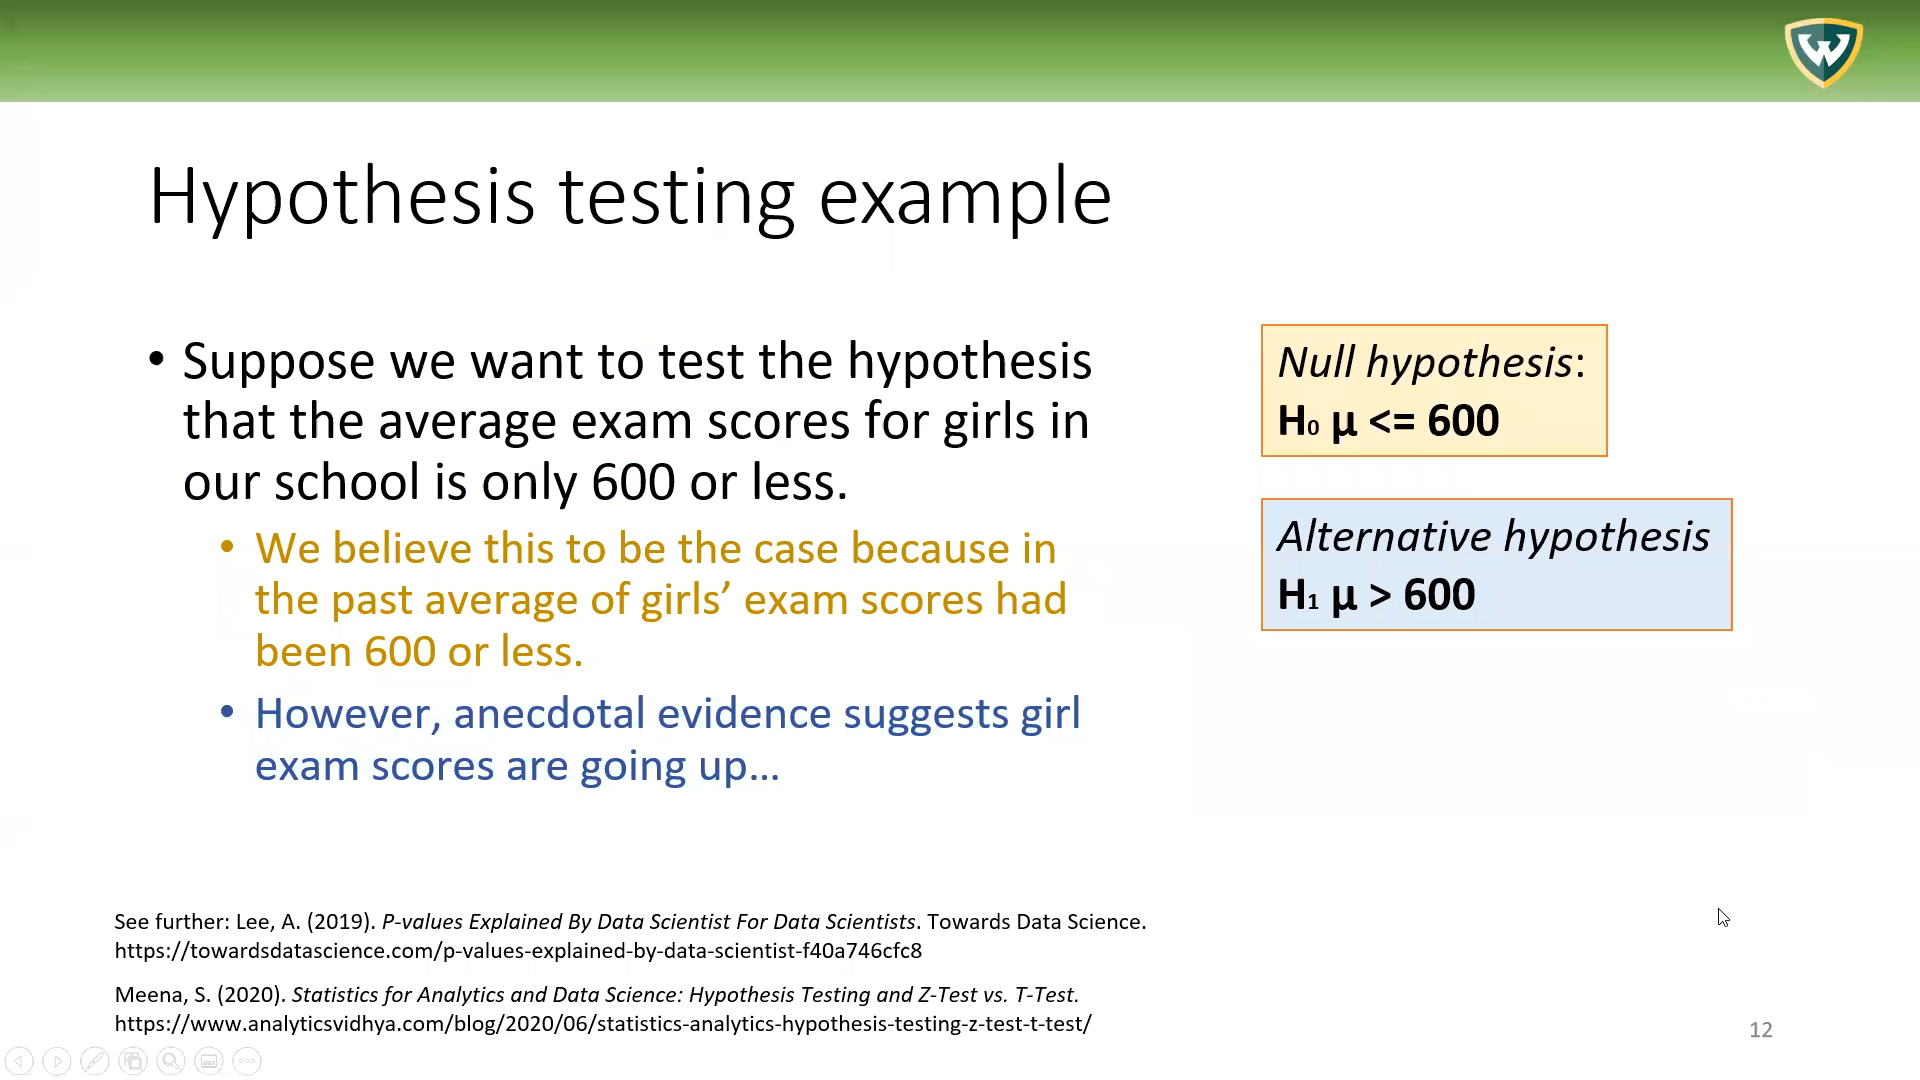 W
Hypothesis testing example
• Suppose we want to test the hypothesis
that the average exam scores for girls in
our school is only 600 or less.
• We believe this to be the case because in
the past average of girls’ exam scores had
been 600 or less.
• However, anecdotal evidence suggests girl
exam scores are going up...
Null hypothesis:
H₀ µ <= 600
Alternative hypothesis
H₁ µ > 600
See further: Lee, A. (2019). P-values Explained By Data Scientist For Data Scientists. Towards Data Science.
https://towardsdatascience.com/p-values-explained-by-data-scientist-f40a746cfc8
Meena, S. (2020). Statistics for Analytics and Data Science: Hypothesis Testing and Z-Test vs. T-Test.
https://www.analyticsvidhya.com/blog/2020/06/statistics-analytics-hypothesis-testing-z-test-t-test/
12